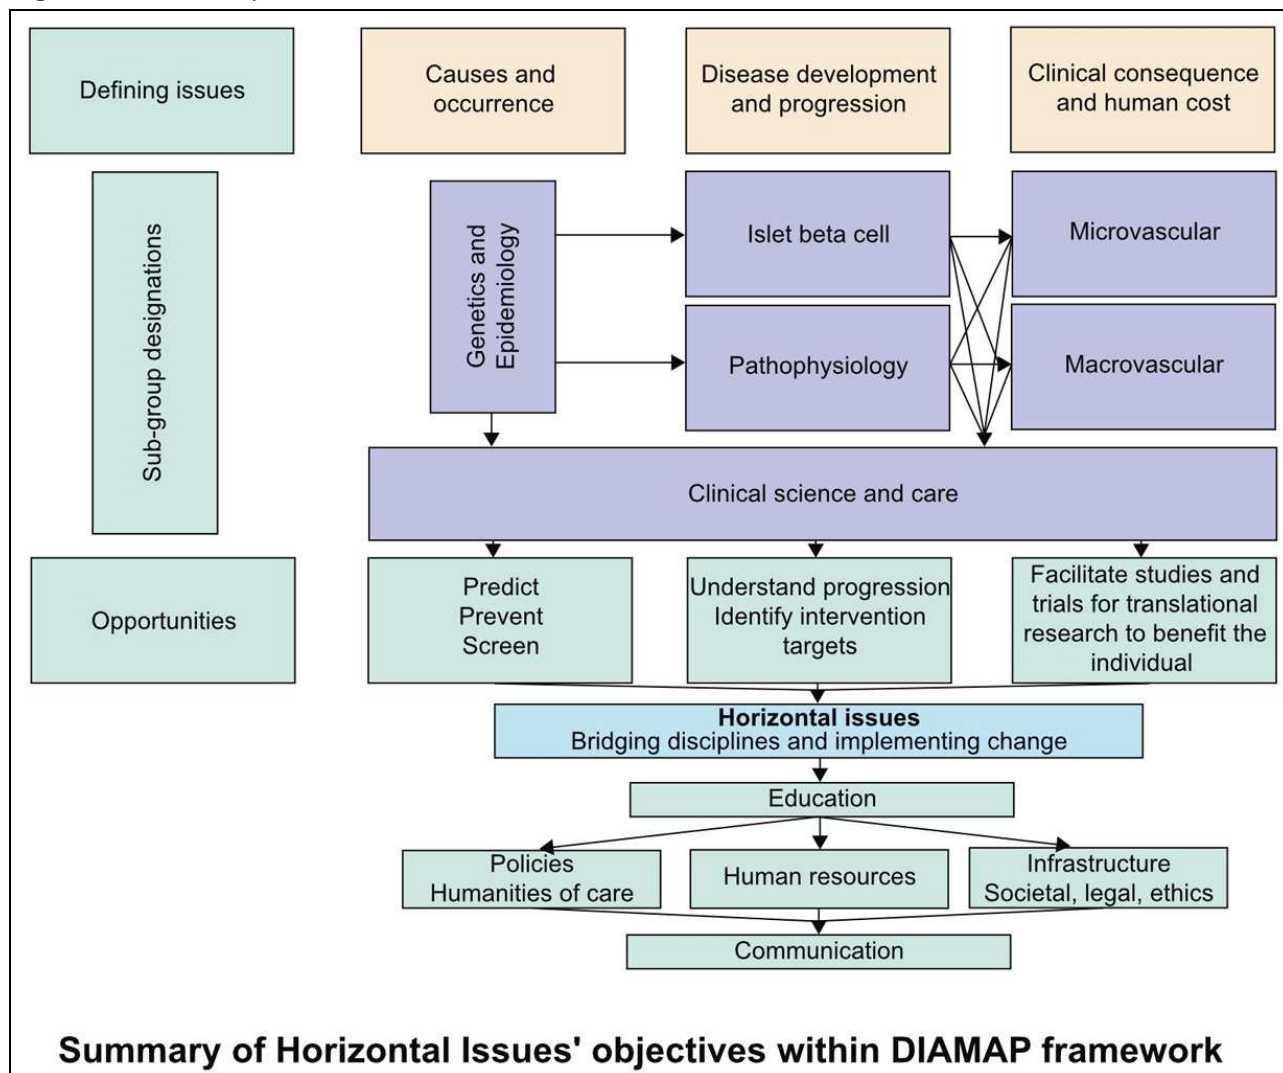 Defining issues
Causes and
occurrence
Disease development
and progression
Clinical consequence
and human cost
Sub-group designations
Genetics and
Epidemiology
Islet beta cell
Microvascular
Pathophysiology
Macrovascular
Clinical science and care
Opportunities
Predict
Prevent
Screen
Understand progression
Identify intervention
targets
Facilitate studies and
trials for translational
research to benefit the
individual
Horizontal issues
Bridging disciplines and implementing change
Education
Policies
Humanities of care
Human resources
Infrastructure
Societal, legal, ethics
Communication
Summary of Horizontal Issues' objectives within DIAMAP framework